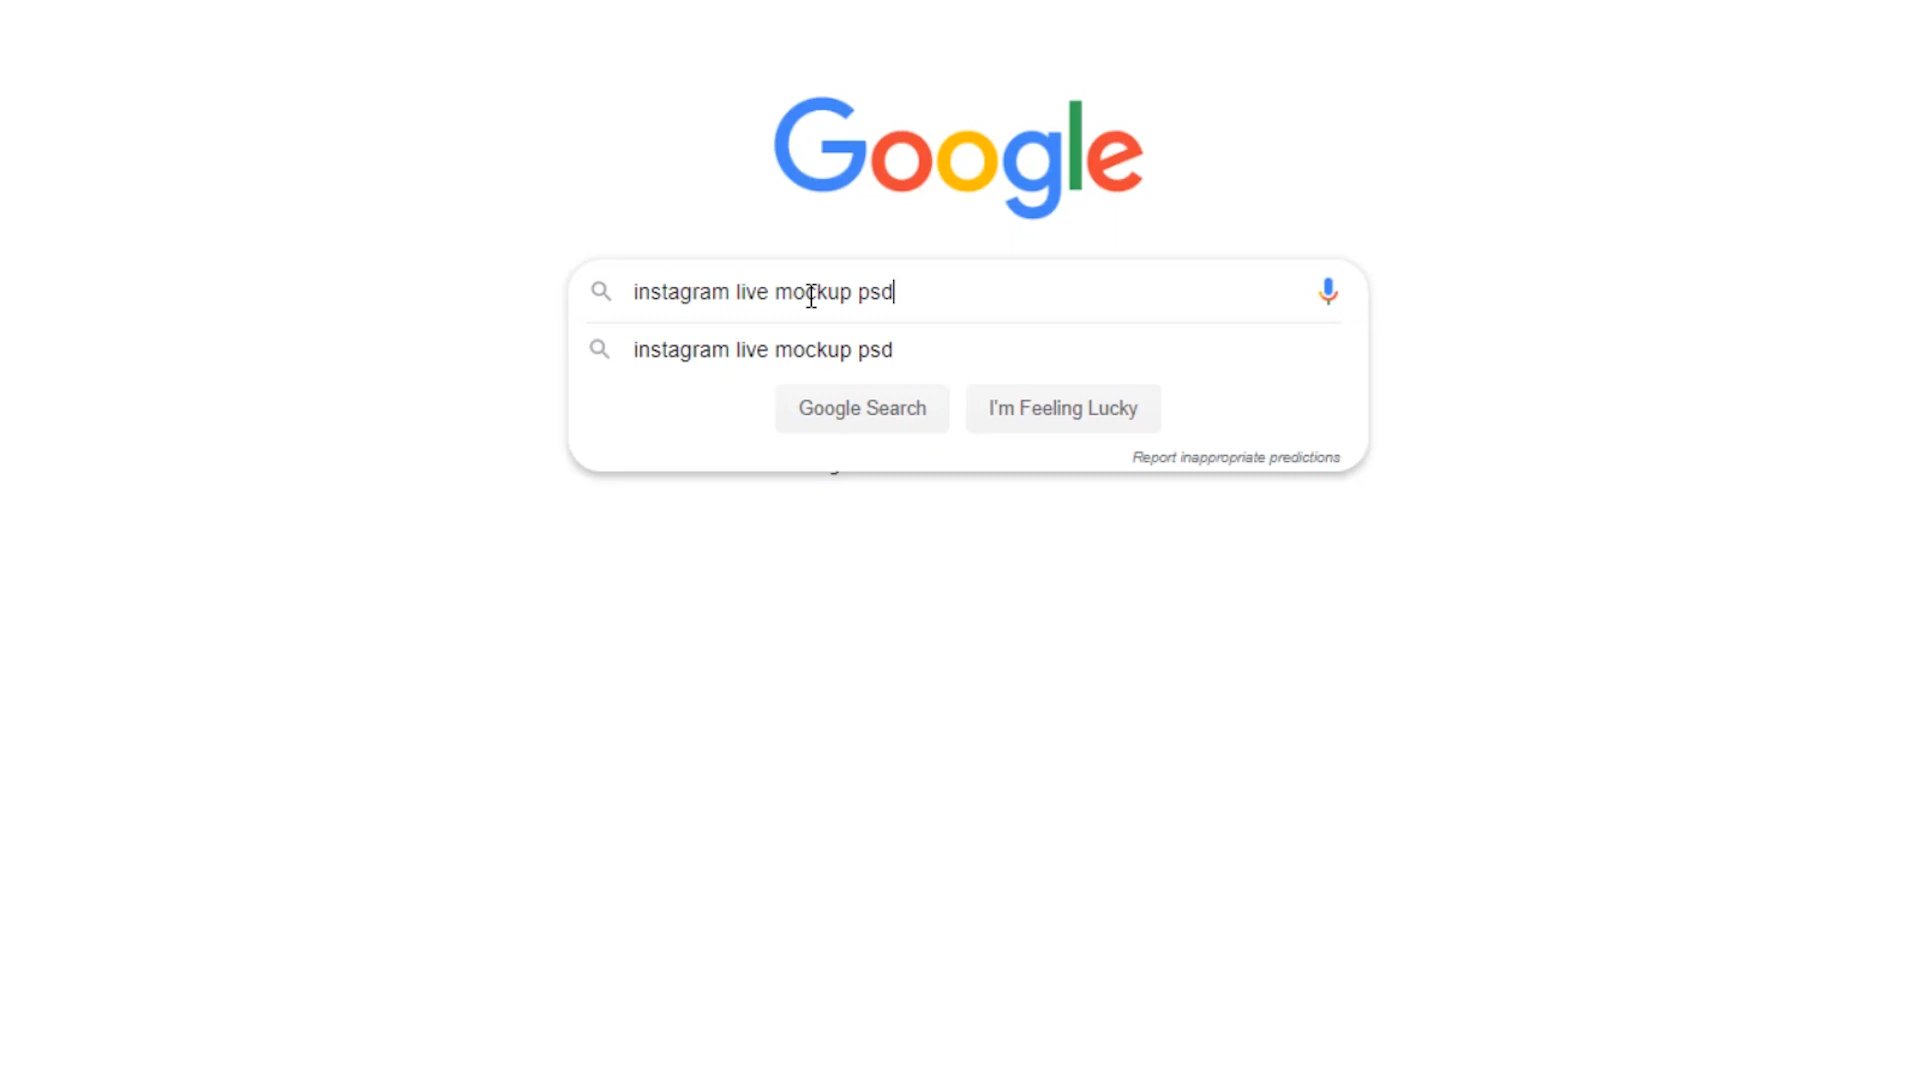 Google
instagram live mockup psd
instagram live mockup psd
Google Search
I'm Feeling Lucky
Report inappropriate predictions